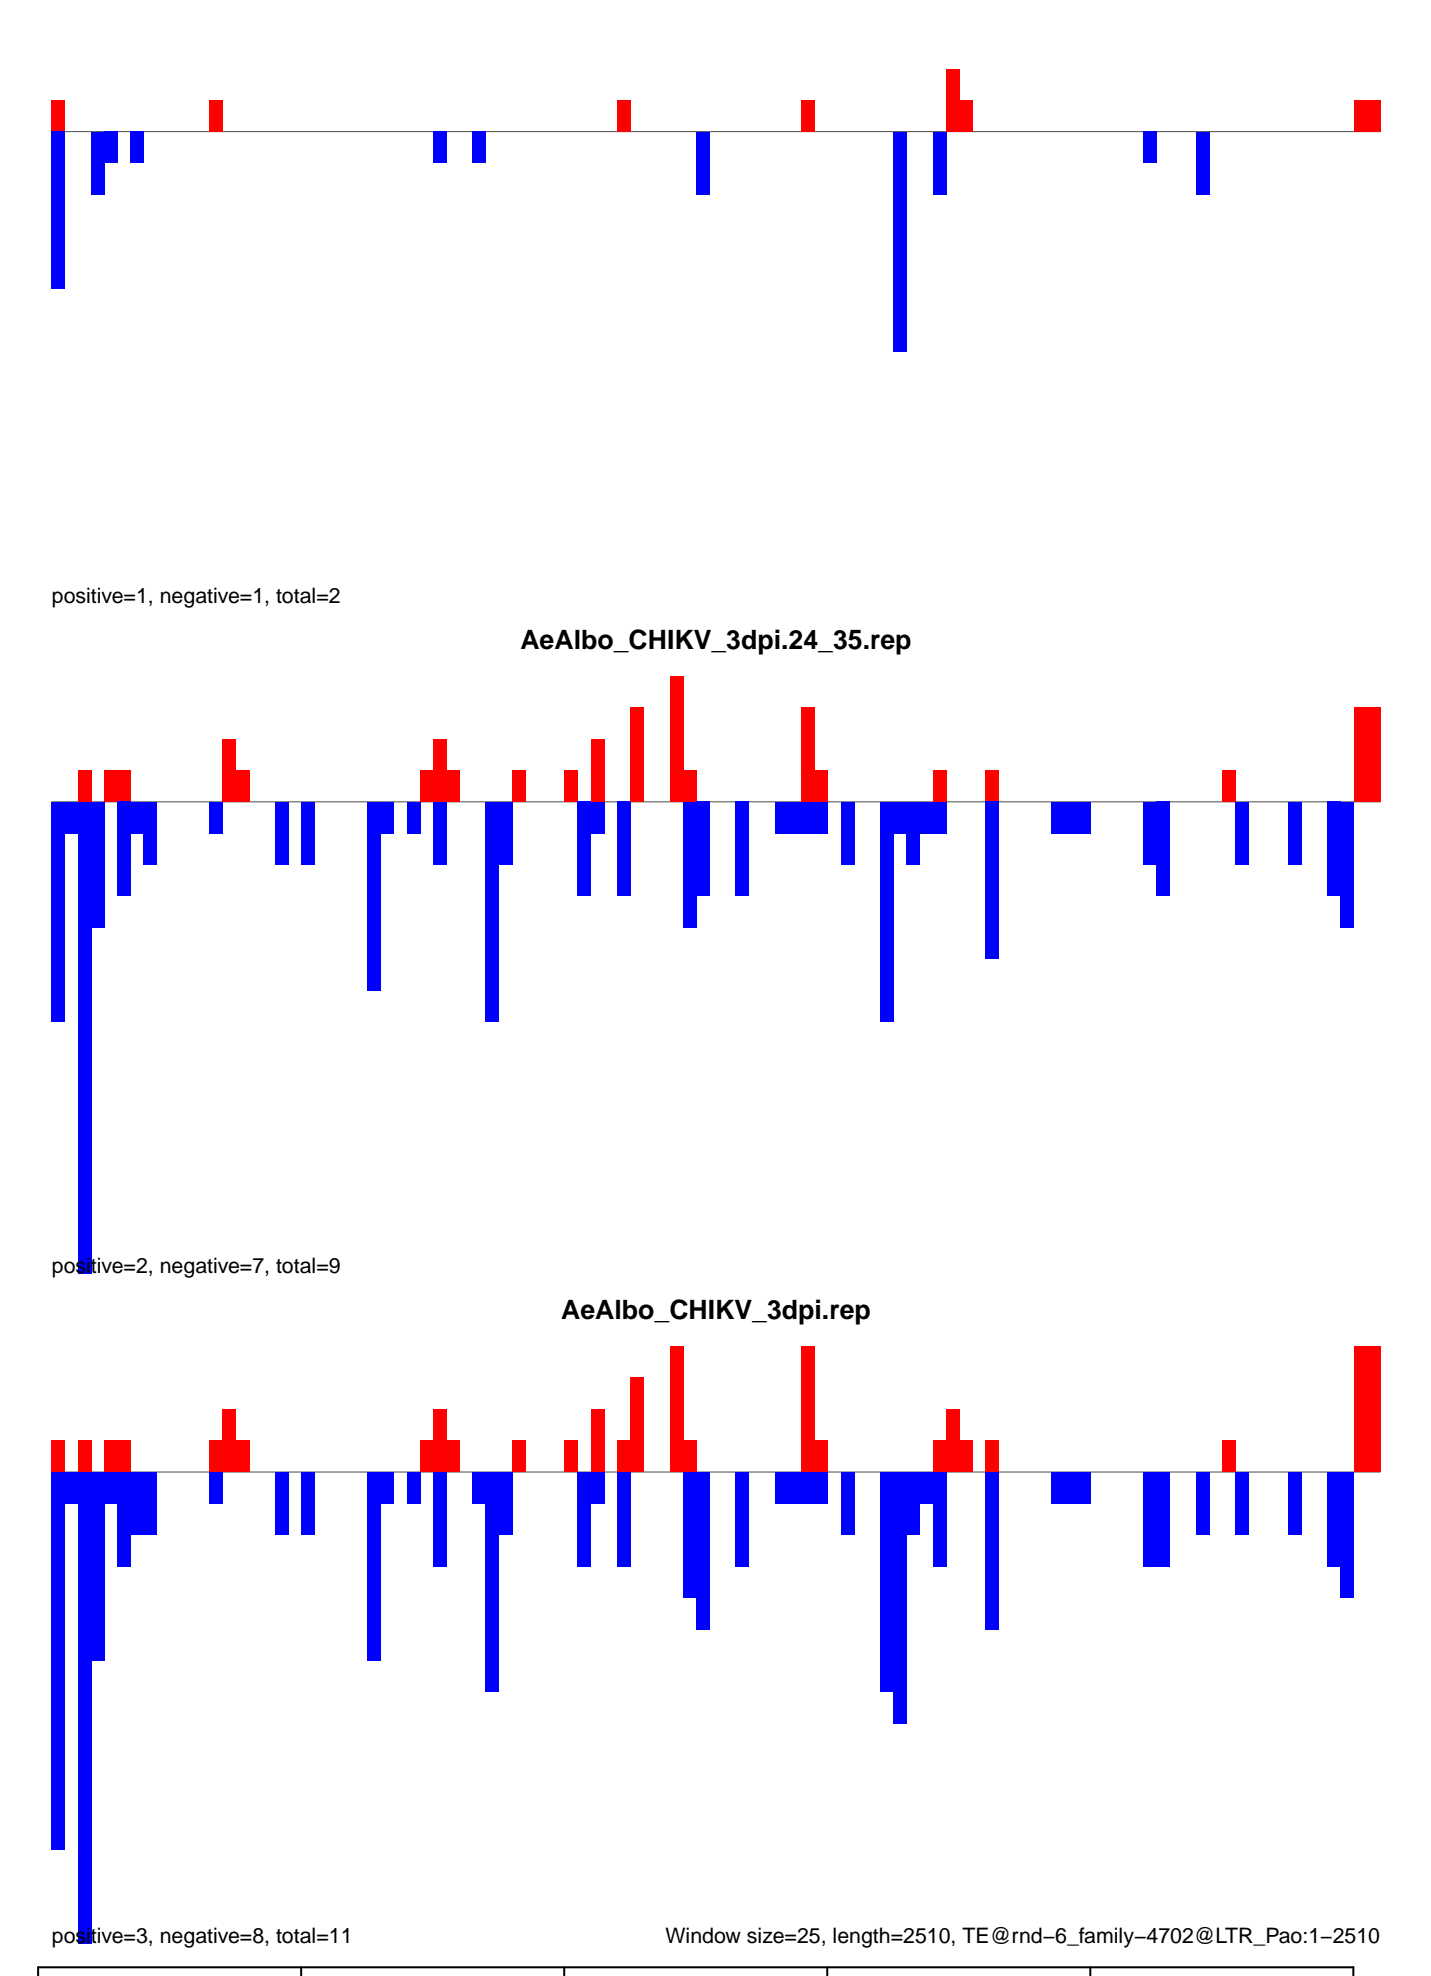 positive=1, negative=1, total=2
AeAlbo_CHIKV_3dpi.24_35.rep
positive=2, negative=7, total=9
AeAlbo_CHIKV_3dpi.rep
positive=3, negative=8, total=11
Window size=25, length=2510, TE@rnd−6_family−4702@LTR_Pao:1−2510